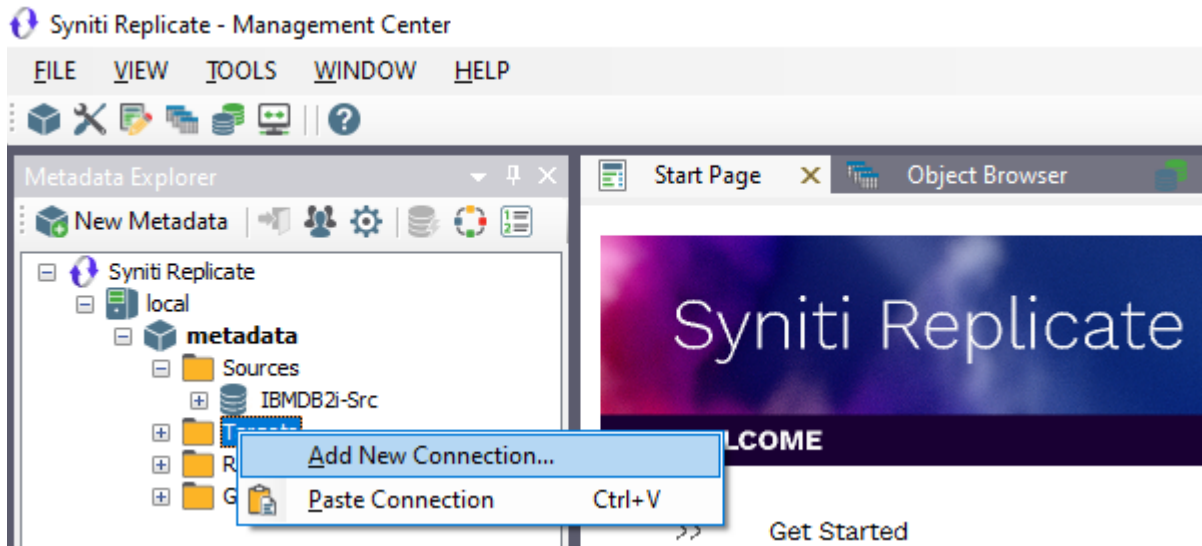 Syniti Replicate - Management Center
FILE VIEW TOOLS WINDOW HELP
Metadata Explorer
Start Page
Object Browser
New Metadata
Syniti Replicate
local
metadata
Sources
IBMDB2i-Src
R
G
Add New Connection...
Paste Connection Ctrl+V
Syniti Replicate
LCOME
>> Get Started